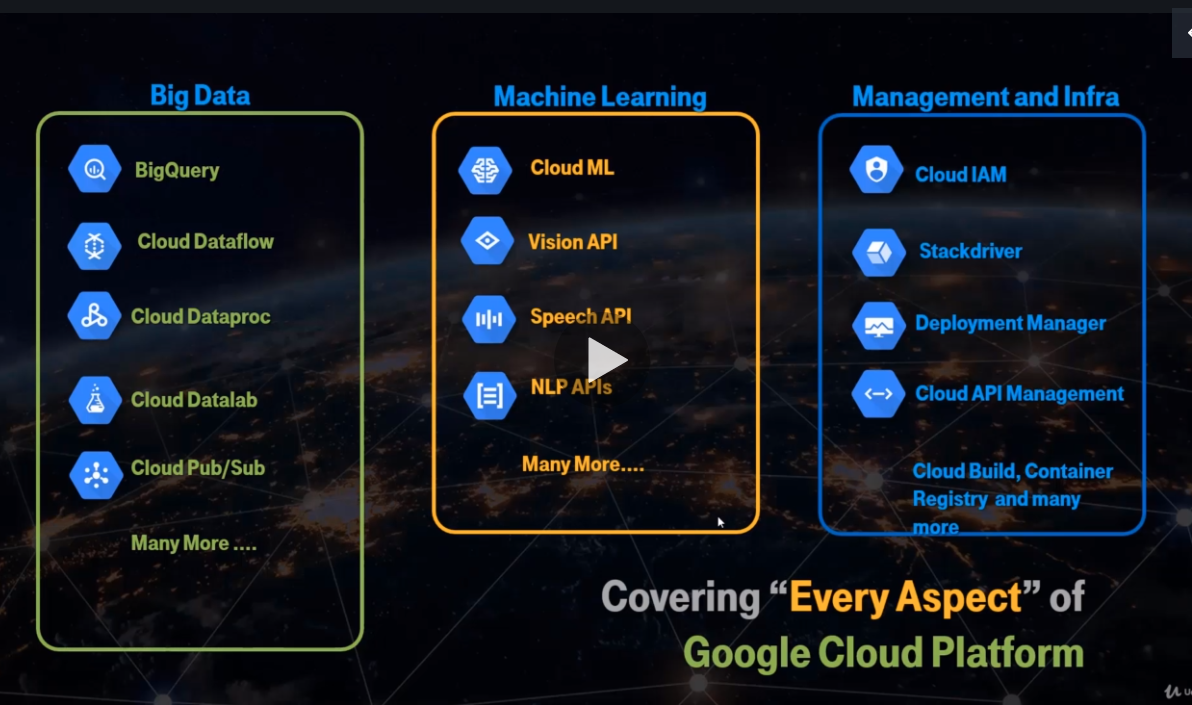 Big Data
BigQuery
Cloud Dataflow
Cloud Dataproc
Cloud Datalab
Cloud Pub/Sub
Many More ....
Machine Learning
Cloud ML
Vision API
Speech API
NLP APIs
Many More....
Management and Infra
Cloud IAM
Stackdriver
Deployment Manager
Cloud API Management
Cloud Build, Container
Registry and many
more
Covering “Every Aspect” of
Google Cloud Platform